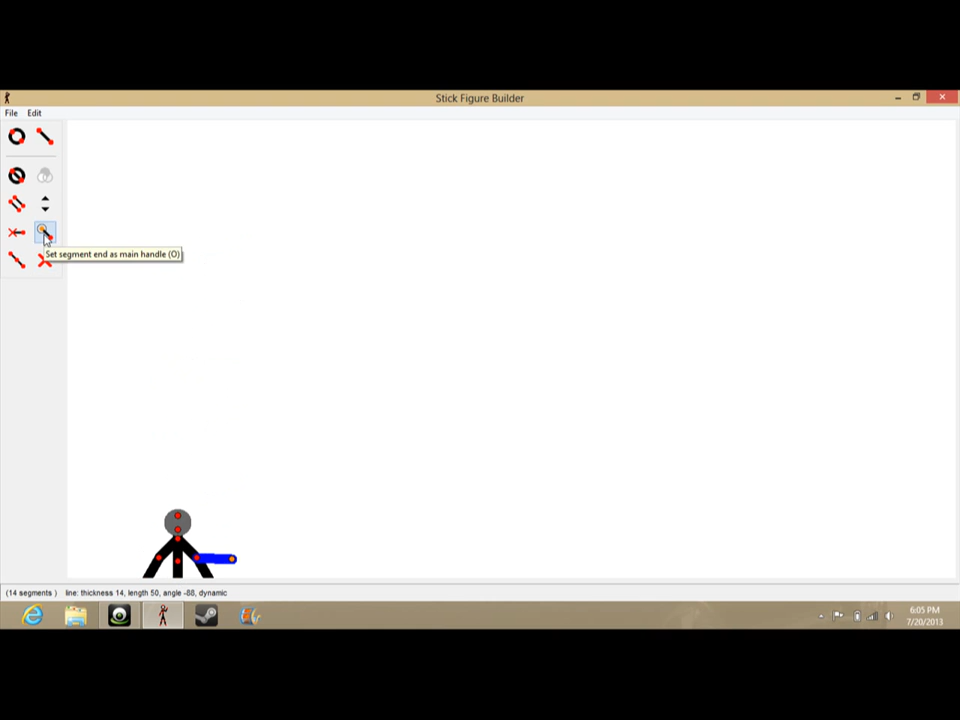 Stick Figure Builder
File Edit
Set segment end as main handle (O)
(14 segments ) line: thickness 14, length 50, angle -88, dynamic
6:05 PM
7/20/2013